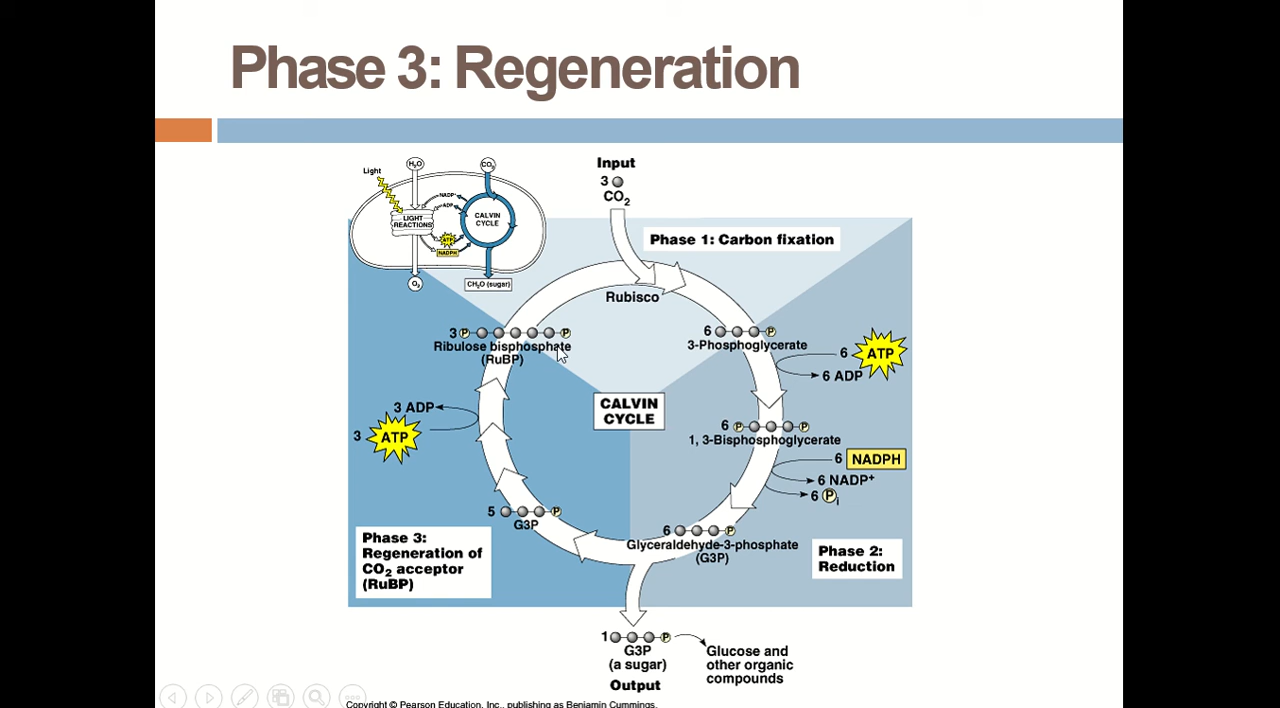 Phase 3: Regeneration
Light
H₂O
CO₂
NADP⁺
ADP
LIGHT
REACTIONS
CALVIN
CYCLE
ATP
NADPH
O₂
CH₂O (sugar)
Input
3
CO₂
Phase 1: Carbon fixation
Rubisco
3 P P
Ribulose bisphosphate
(RuBP)
6 P
3-Phosphoglycerate
6 ATP
6 ADP
CALVIN
CYCLE
3 ADP
3 ATP
6 P P
1, 3-Bisphosphoglycerate
6 NADPH
6 NADP⁺
6 Pi
5 P
G3P
6 P
Glyceraldehyde-3-phosphate
(G3P)
Phase 3:
Regeneration of
CO₂ acceptor
(RuBP)
Phase 2:
Reduction
1 P
G3P
(a sugar)
Output
Glucose and
other organic
compounds
Copyright © Pearson Education, Inc., publishing as Benjamin Cummings.